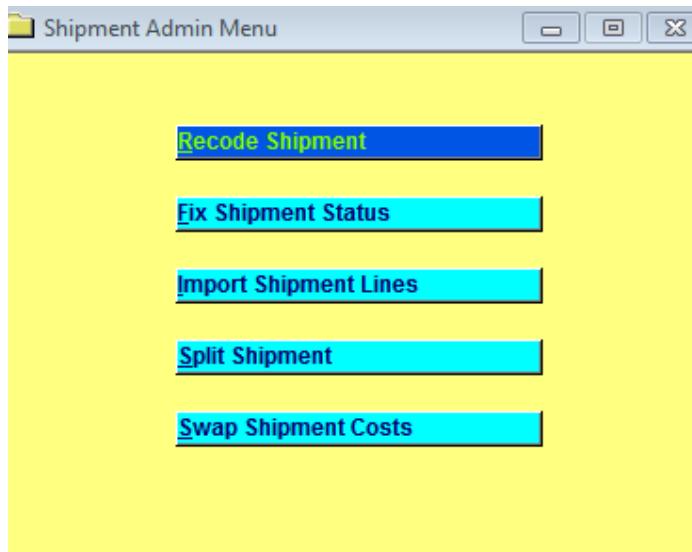 Shipment Admin Menu
Recode Shipment
Fix Shipment Status
Import Shipment Lines
Split Shipment
Swap Shipment Costs